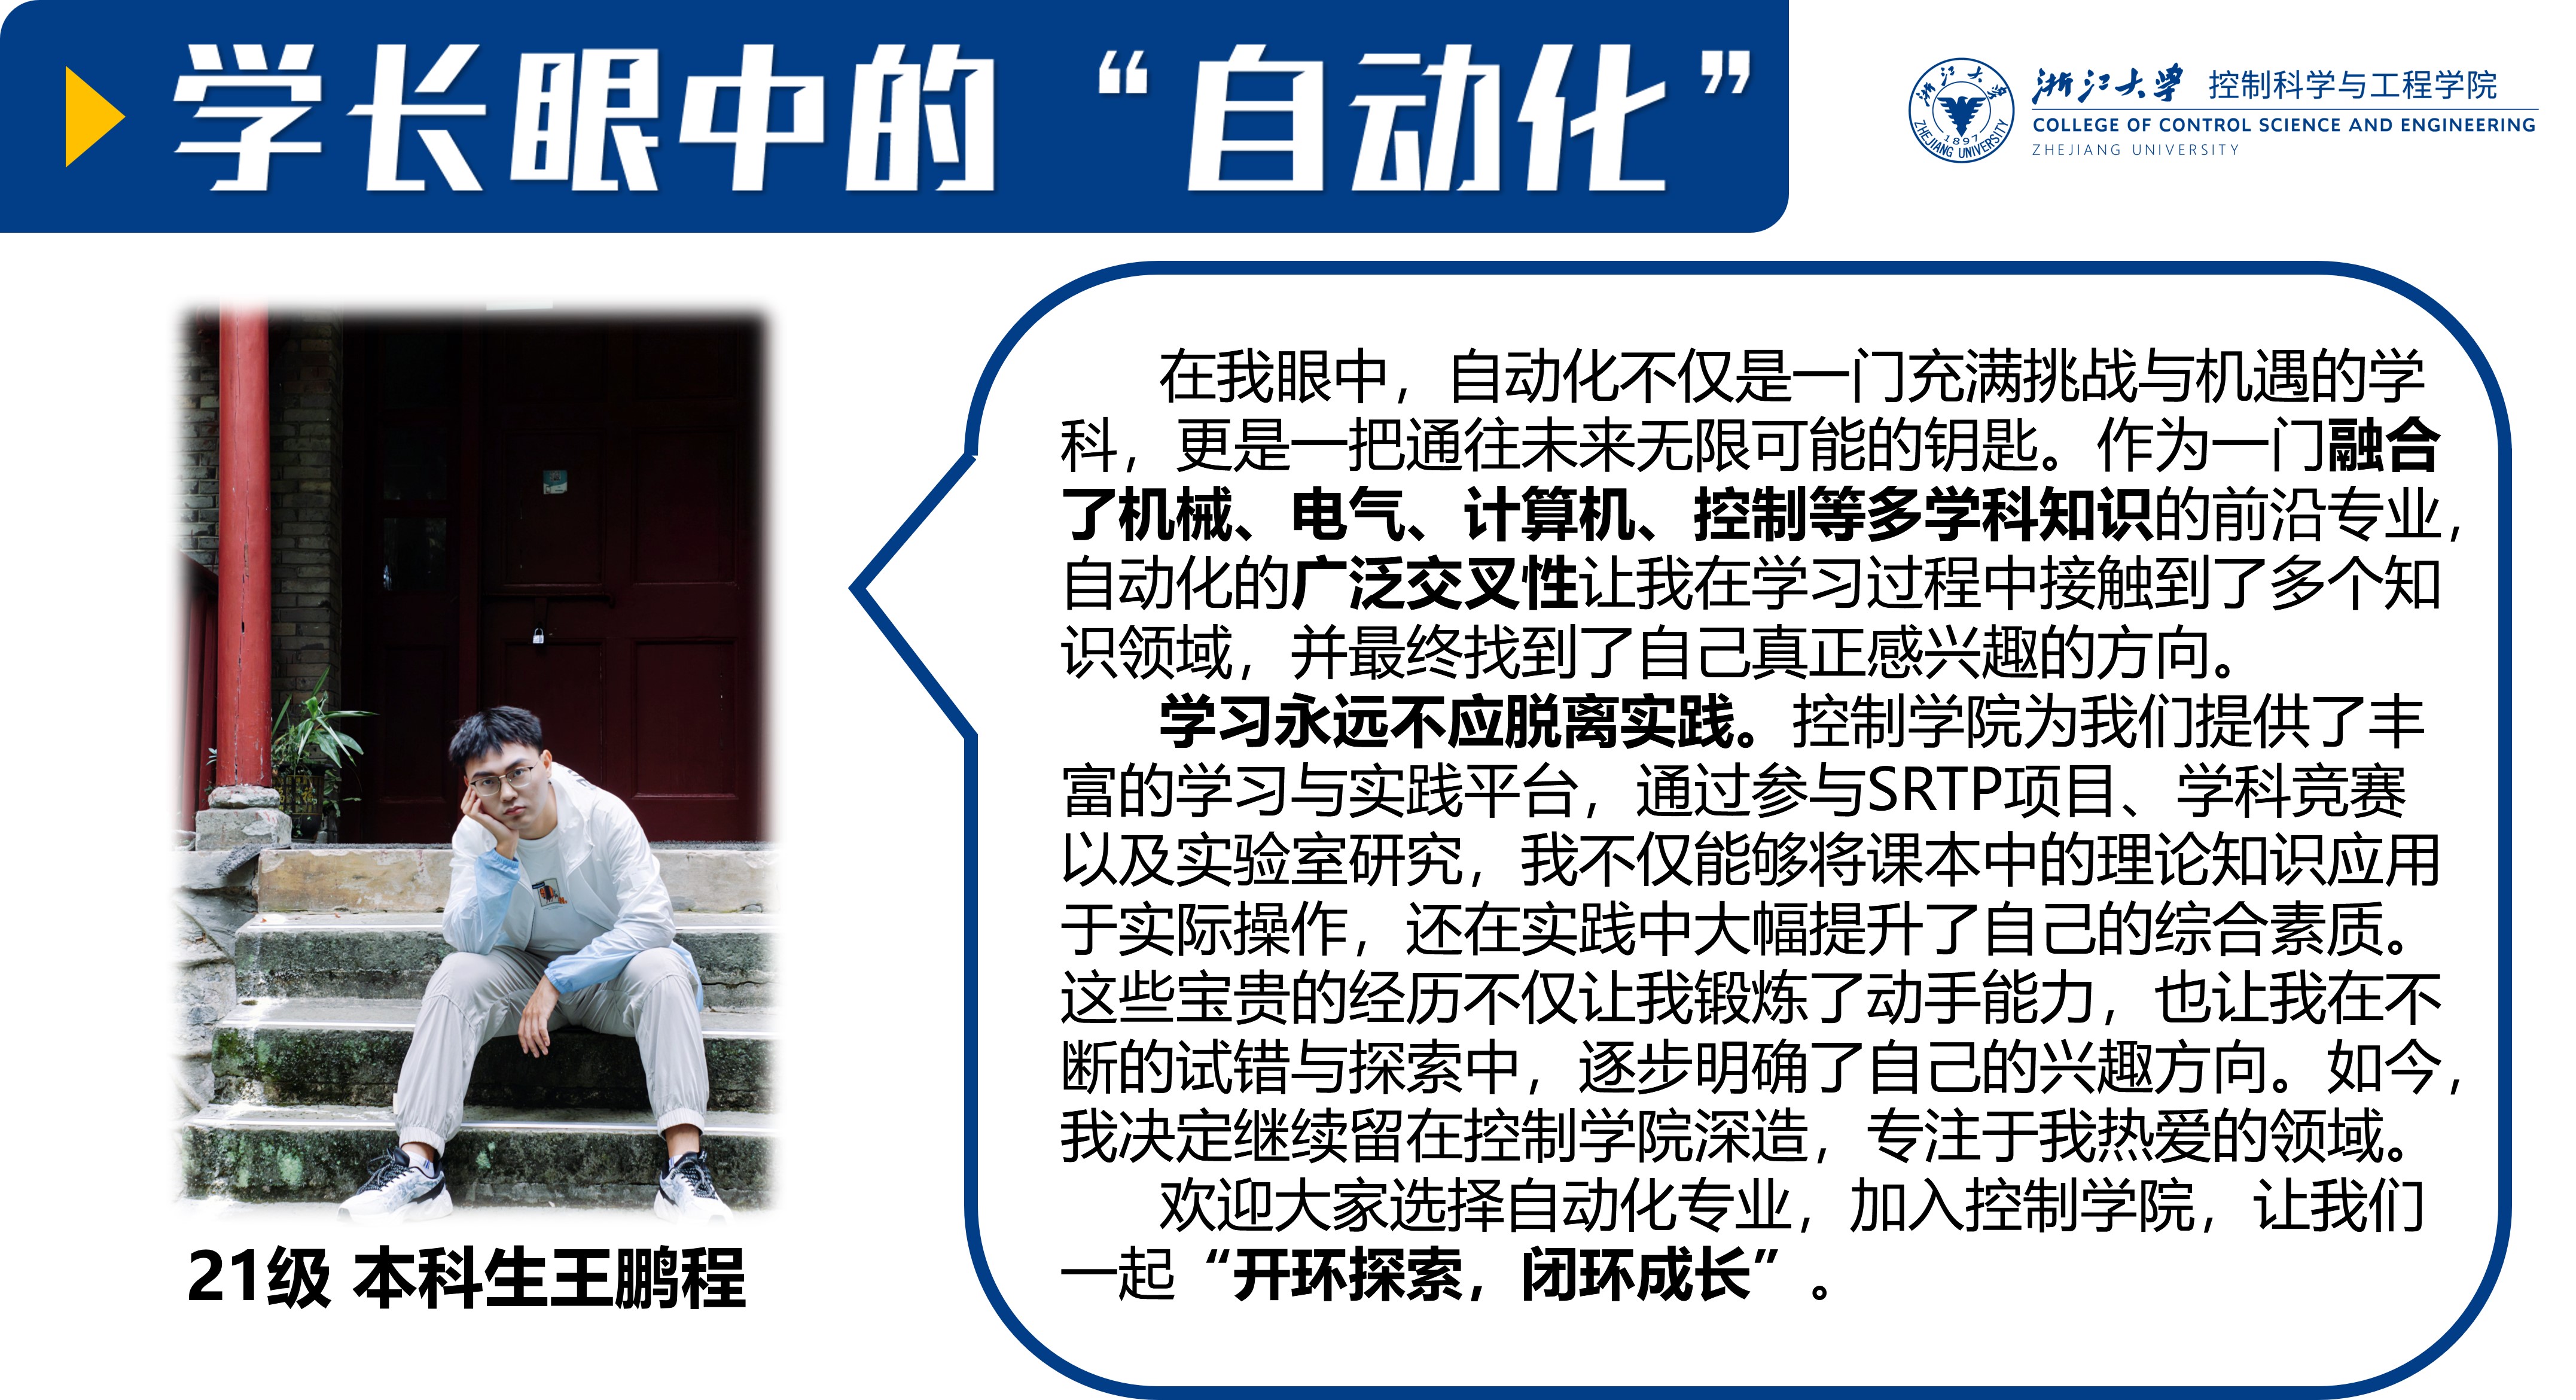 学长眼中的“自动化”
浙江大学 控制科学与工程学院
COLLEGE OF CONTROL SCIENCE AND ENGINEERING
ZHEJIANG UNIVERSITY
浙江大学
1897
ZHEJIANG UNIVERSITY
在我眼中，自动化不仅是一门充满挑战与机遇的学
科，更是一把通往未来无限可能的钥匙。作为一门融合
了机械、电气、计算机、控制等多学科知识的前沿专业，
自动化的广泛交叉性让我在学习过程中接触到了多个知
识领域，并最终找到了自己真正感兴趣的方向。
学习永远不应脱离实践。控制学院为我们提供了丰
富的学习与实践平台，通过参与SRTP项目、学科竞赛
以及实验室研究，我不仅能够将课本中的理论知识应用
于实际操作，还在实践中大幅提升了自己的综合素质。
这些宝贵的经历不仅让我锻炼了动手能力，也让我在不
断的试错与探索中，逐步明确了自己的兴趣方向。如今，
我决定继续留在控制学院深造，专注于我热爱的领域。
欢迎大家选择自动化专业，加入控制学院，让我们
一起“开环探索，闭环成长”。
21级 本科生王鹏程